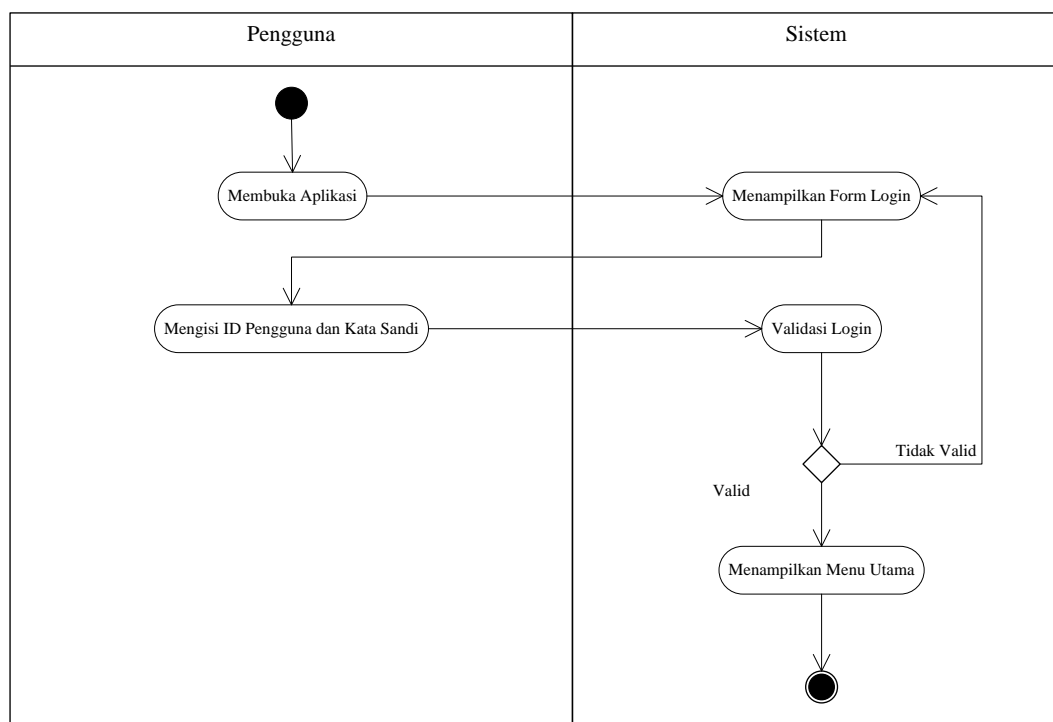 Pengguna
Sistem
Membuka Aplikasi
Menampilkan Form Login
Mengisi ID Pengguna dan Kata Sandi
Validasi Login
Tidak Valid
Valid
Menampilkan Menu Utama